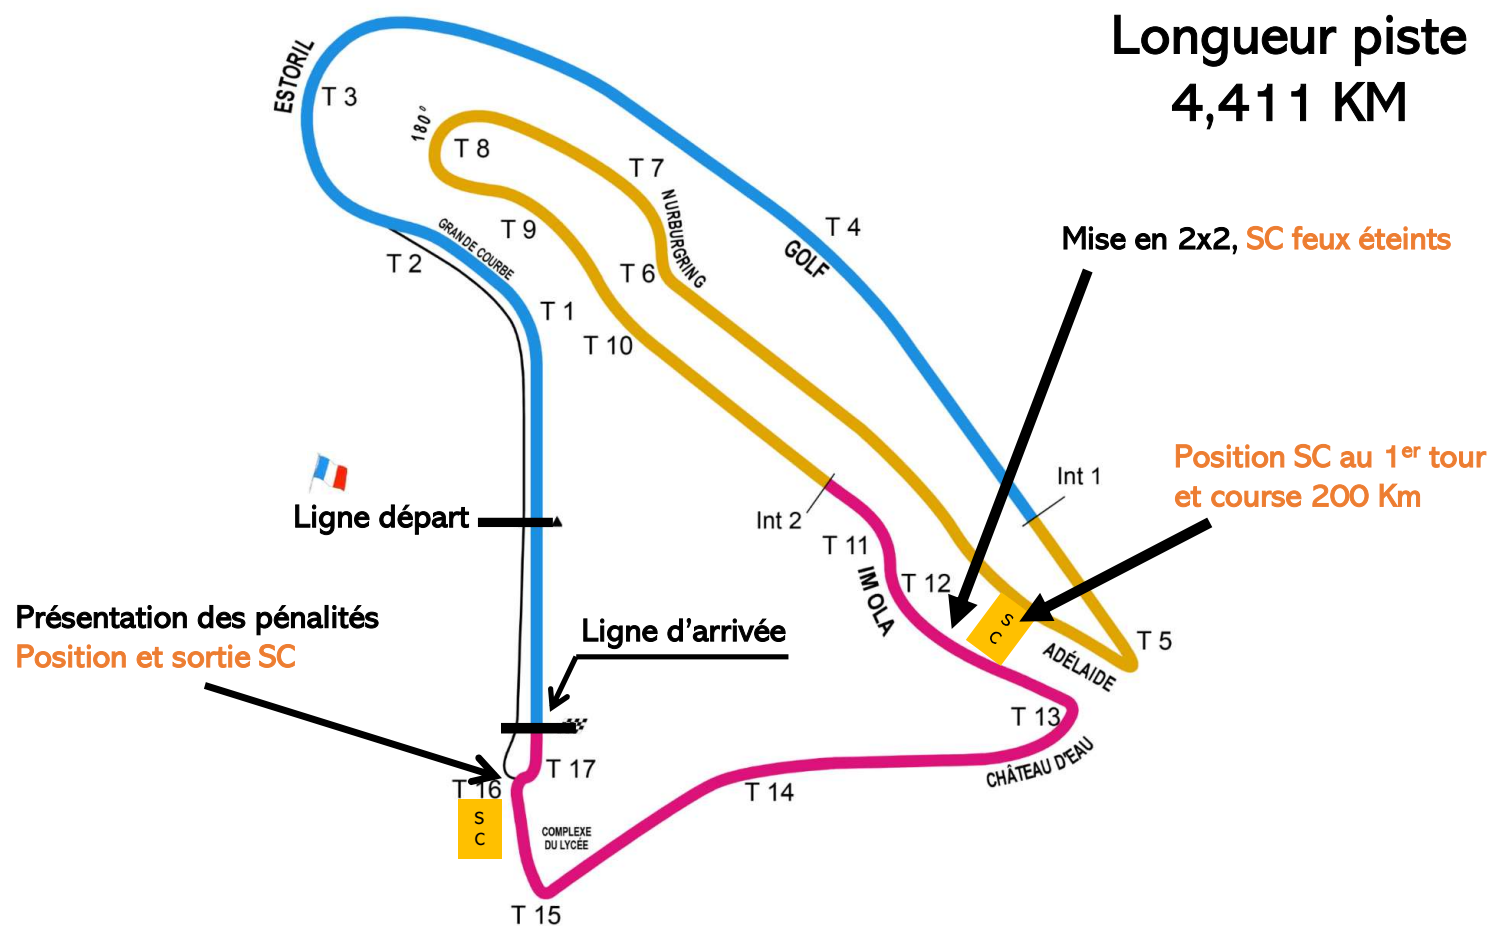 Longueur piste
4,411 KM
ESTORIL
T 3
180°
T 8
T 7
NURBURGRING
T 4
GOLF
T 9
GRANDE COURBE
T 2
T 6
T 1
T 10
Mise en 2x2, SC feux éteints
Position SC au 1er tour
et course 200 Km
Int 1
Int 2
Ligne départ
T 11
IMOLA
T 12
SC
T 5
ADÉLAIDE
Présentation des pénalités
Position et sortie SC
Ligne d'arrivée
T 13
CHÂTEAU D'EAU
T 17
T 16
T 14
SC
COMPLEXE
DU LYCÉE
T 15